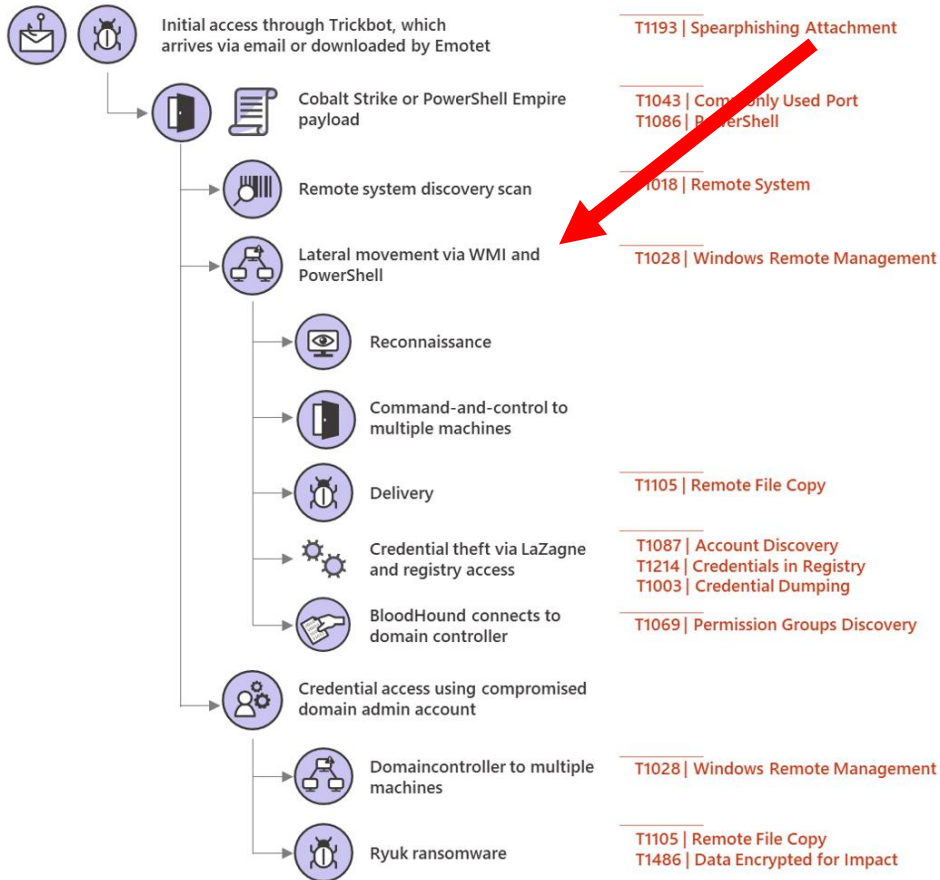 Initial access through Trickbot, which
arrives via email or downloaded by Emotet
T1193 | Spearphishing Attachment
Cobalt Strike or PowerShell Empire
payload
T1043 | Commonly Used Port
T1086 | PowerShell
Remote system discovery scan
T1018 | Remote System
Lateral movement via WMI and
PowerShell
T1028 | Windows Remote Management
Reconnaissance
Command-and-control to
multiple machines
Delivery
T1105 | Remote File Copy
Credential theft via LaZagne
and registry access
T1087 | Account Discovery
T1214 | Credentials in Registry
T1003 | Credential Dumping
BloodHound connects to
domain controller
T1069 | Permission Groups Discovery
Credential access using compromised
domain admin account
Domaincontroller to multiple
machines
T1028 | Windows Remote Management
Ryuk ransomware
T1105 | Remote File Copy
T1486 | Data Encrypted for Impact